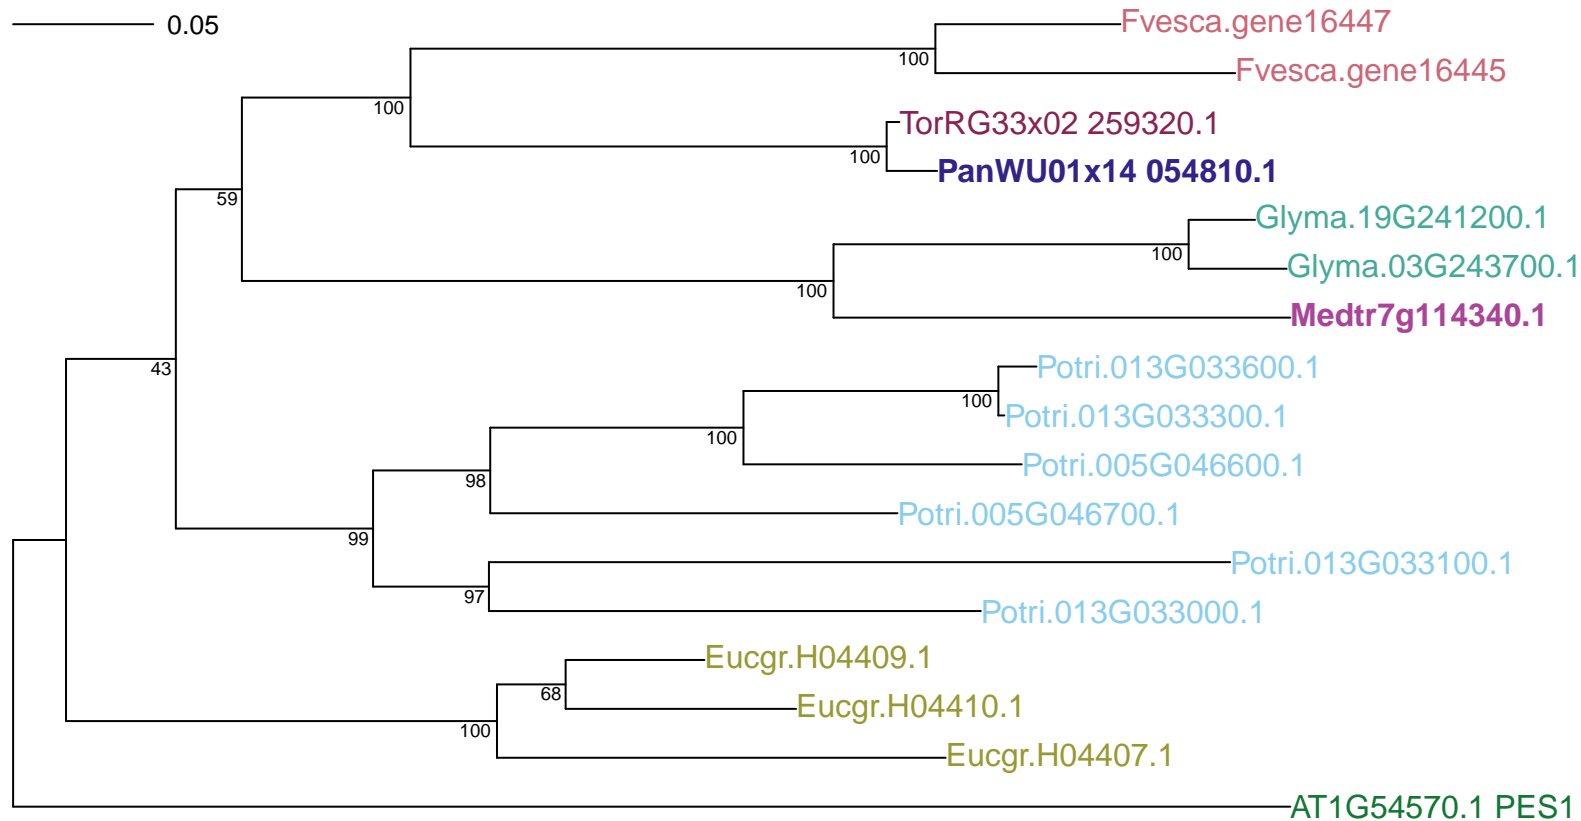 0.05
Fvesca.gene16447
100
Fvesca.gene16445
100
TorRG33x02 259320.1
100
PanWU01x14 054810.1
59
Glyma.19G241200.1
100
Glyma.03G243700.1
100
Medtr7g114340.1
43
Potri.013G033600.1
100
Potri.013G033300.1
100
Potri.005G046600.1
98
Potri.005G046700.1
99
Potri.013G033100.1
97
Potri.013G033000.1
Eucgr.H04409.1
68
Eucgr.H04410.1
100
Eucgr.H04407.1
AT1G54570.1 PES1